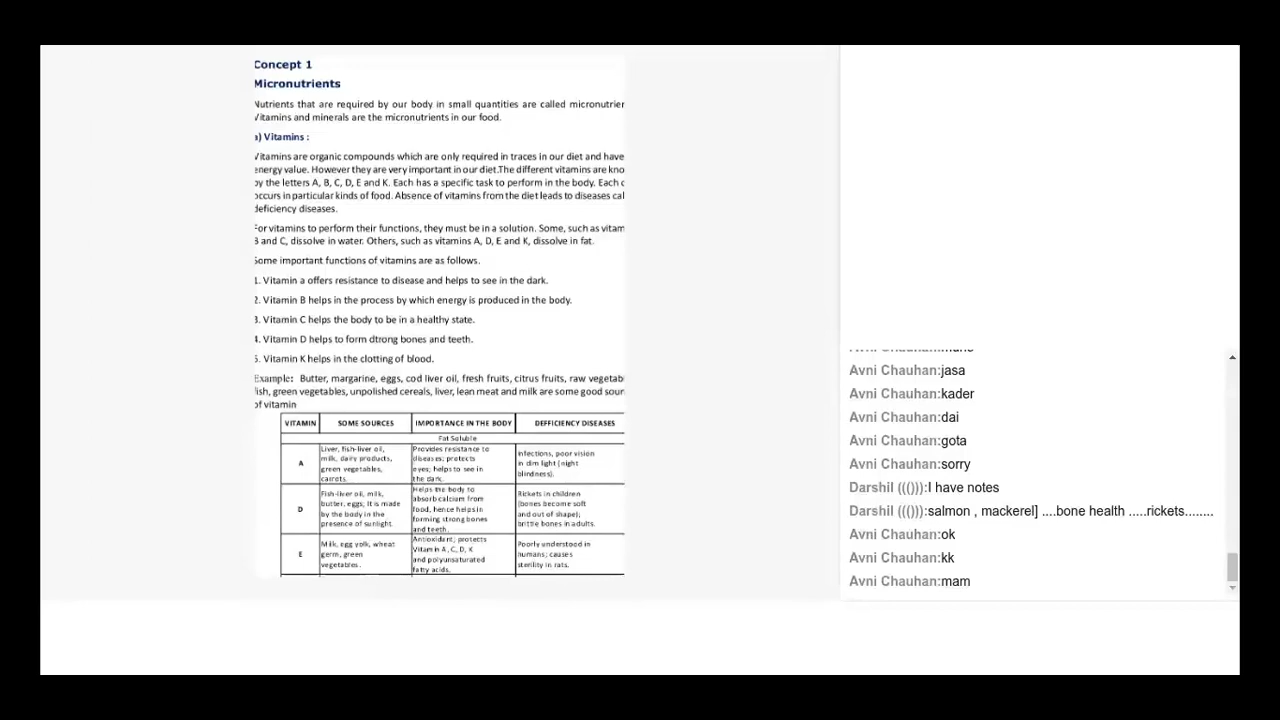 Concept 1
Micronutrients
Nutrients that are required by our body in small quantities are called micronutrier
Vitamins and minerals are the micronutrients in our food.
a) Vitamins :
Vitamins are organic compounds which are only required in traces in our diet and have
energy value. However they are very important in our diet.The different vitamins are kno
by the letters A, B, C, D, E and K. Each has a specific task to perform in the body. Each c
occurs in particular kinds of food. Absence of vitamins from the diet leads to diseases cal
deficiency diseases.
For vitamins to perform their functions, they must be in a solution. Some, such as vitam
B and C, dissolve in water. Others, such as vitamins A, D, E and K, dissolve in fat.
Some important functions of vitamins are as follows.
1. Vitamin a offers resistance to disease and helps to see in the dark.
2. Vitamin B helps in the process by which energy is produced in the body.
3. Vitamin C helps the body to be in a healthy state.
4. Vitamin D helps to form dtrong bones and teeth.
5. Vitamin K helps in the clotting of blood.
Example: Butter, margarine, eggs, cod liver oil, fresh fruits, citrus fruits, raw vegetab
fish, green vegetables, unpolished cereals, liver, lean meat and milk are some good sour
of vitamin
VITAMIN SOME SOURCES IMPORTANCE IN THE BODY DEFFICIENCY DISEASES
Fat Soluble
A
Liver, fish-liver oil,
milk, dairy products,
green vegetables,
carrots.
Provides resistance to
diseases; protects
eyes; helps to see in
the dark.
Infections, poor vision
in dim light (night
blindness).
D
Fish-liver oil, milk,
butter, eggs; It is made
by the body in the
presence of sunlight.
Helps the body to
absorb calcium from
food, hence helps in
forming strong bones
and teeth.
Rickets in children
(bones become soft
and out of shape);
brittle bones in adults.
E
Milk, egg yolk, wheat
germ, green
vegetables.
Antioxidant; protects
Vitamin A, C, D, K
and polyunsaturated
fatty acids.
Poorly understood in
humans; causes
sterility in rats.
Avni Chauhan:jasa
Avni Chauhan:kader
Avni Chauhan:dai
Avni Chauhan:gota
Avni Chauhan:sorry
Darshil ((())):I have notes
Darshil ((())):salmon , mackerel] ....bone health .....rickets........
Avni Chauhan:ok
Avni Chauhan:kk
Avni Chauhan:mam